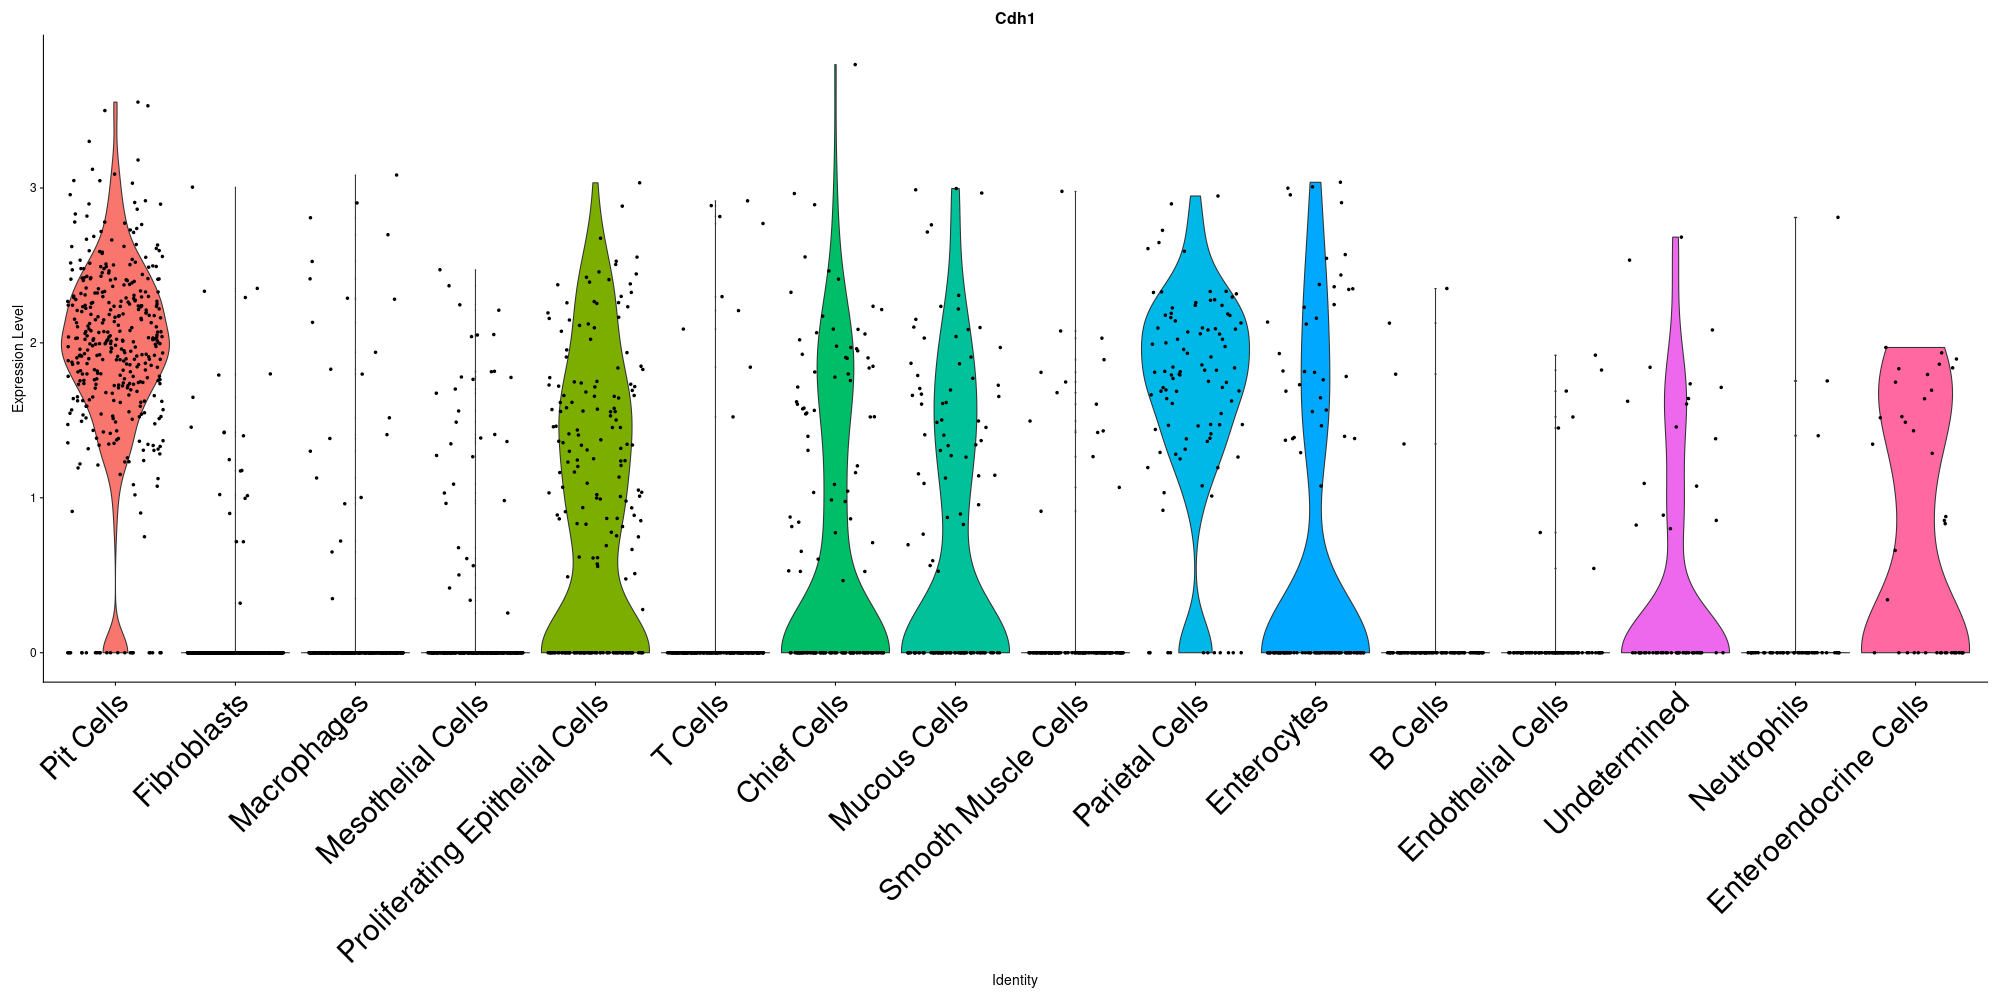 Cdh1
Expression Level
3
2
1
0
Pit Cells
Fibroblasts
Macrophages
Mesothelial Cells
Proliferating Epithelial Cells
T Cells
Chief Cells
Mucous Cells
Smooth Muscle Cells
Parietal Cells
Enterocytes
B Cells
Endothelial Cells
Undetermined
Neutrophils
Enteroendocrine Cells
Identity